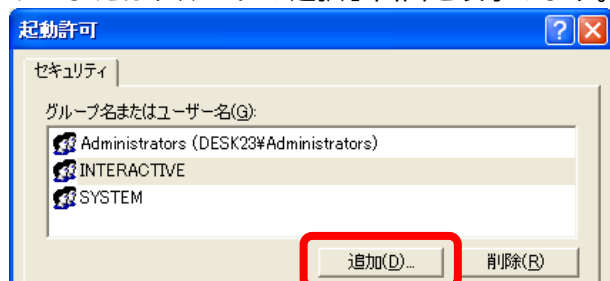 起動許可
セキュリティ
グループ名またはユーザー名(G):
Administrators (DESK23¥Administrators)
INTERACTIVE
SYSTEM
追加(D)... 削除(R)